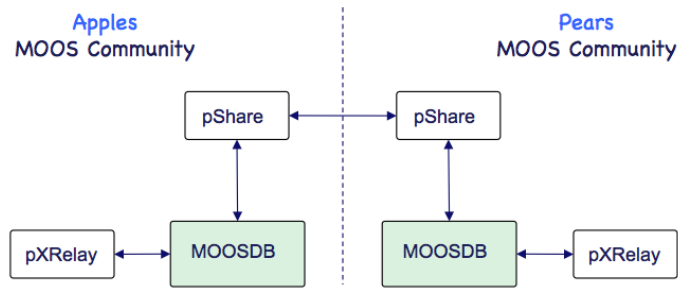 Apples
MOOS Community
Pears
MOOS Community
pShare
pShare
pXRelay
MOOSDB
MOOSDB
pXRelay